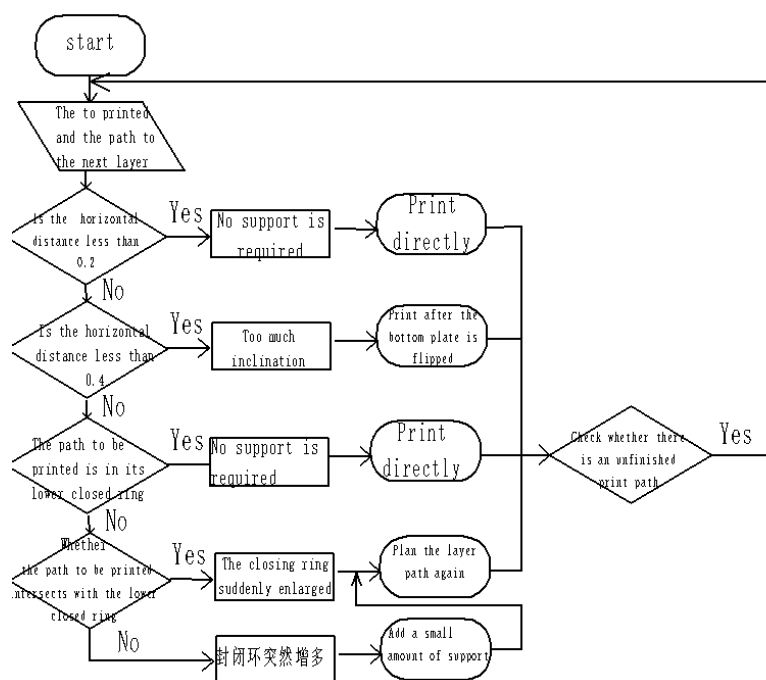 start
The to printed
and the path to
the next layer
Is the horizontal
distance less than
0.2
Yes
No support is
required
Print
directly
No
Is the horizontal
distance less than
0.4
Yes
Too much
inclination
Print after the
bottom plate is
flipped
No
The path to be
printed is in its
lower closed ring
Yes
No support is
required
Print
directly
Check whether there
is an unfinished
print path
Yes
No
Whether
the path to be printed
intersects with the lower
closed ring
Yes
The closing ring
suddenly enlarged
Plan the layer
path again
No
封闭环突然增多
Add a small
amount of support